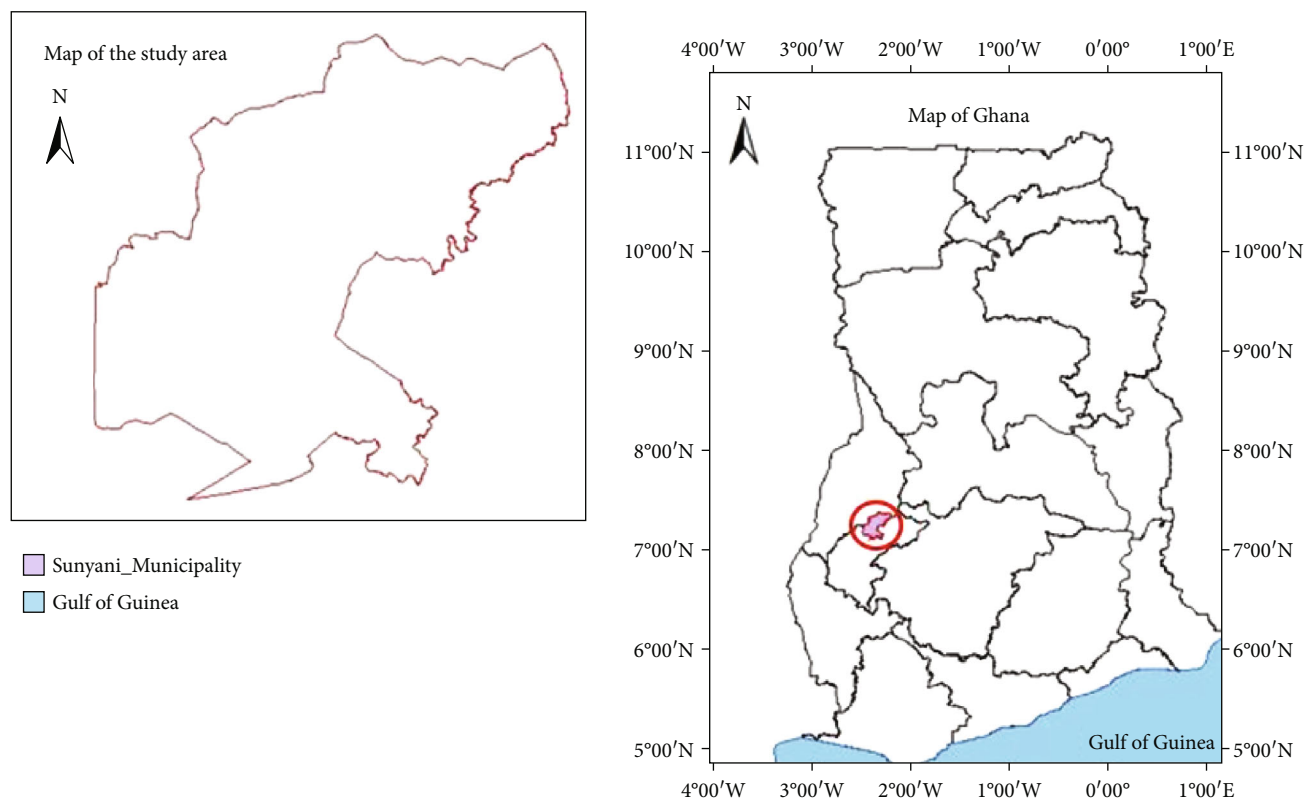 Map of the study area
N
Sunyani_Municipality
Gulf of Guinea
4°00′W 3°00′W 2°00′W 1°00′W 0′00° 1°00′E
N
Map of Ghana
11°00′N 11°00′N
10°00′N 10°00′N
9°00′N 9°00′N
8°00′N 8°00′N
7°00′N 7°00′N
6°00′N 6°00′N
Gulf of Guinea
5°00′N 5°00′N
4°00′W 3°00′W 2°00′W 1°00′W 0′00° 1°00′E